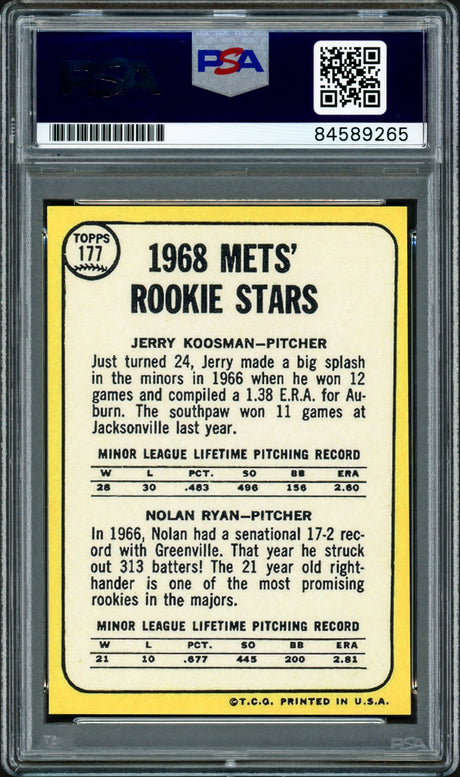 PSA
PSA
84589265
TOPPS
177
1968 METS'
ROOKIE STARS
JERRY KOOSMAN—PITCHER
Just turned 24, Jerry made a big splash
in the minors in 1966 when he won 12
games and compiled a 1.38 E.R.A. for Au-
burn. The southpaw won 11 games at
Jacksonville last year.
MINOR LEAGUE LIFETIME PITCHING RECORD
W L PCT. SO BB ERA
28 30 .483 496 156 2.60
NOLAN RYAN—PITCHER
In 1966, Nolan had a senational 17-2 rec-
ord with Greenville. That year he struck
out 313 batters! The 21 year old right-
hander is one of the most promising
rookies in the majors.
MINOR LEAGUE LIFETIME PITCHING RECORD
W L PCT. SO BB ERA
21 10 .677 445 200 2.81
©T.C.G. PRINTED IN U.S.A.
PSA